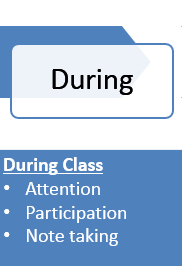 During
During Class
• Attention
• Participation
• Note taking